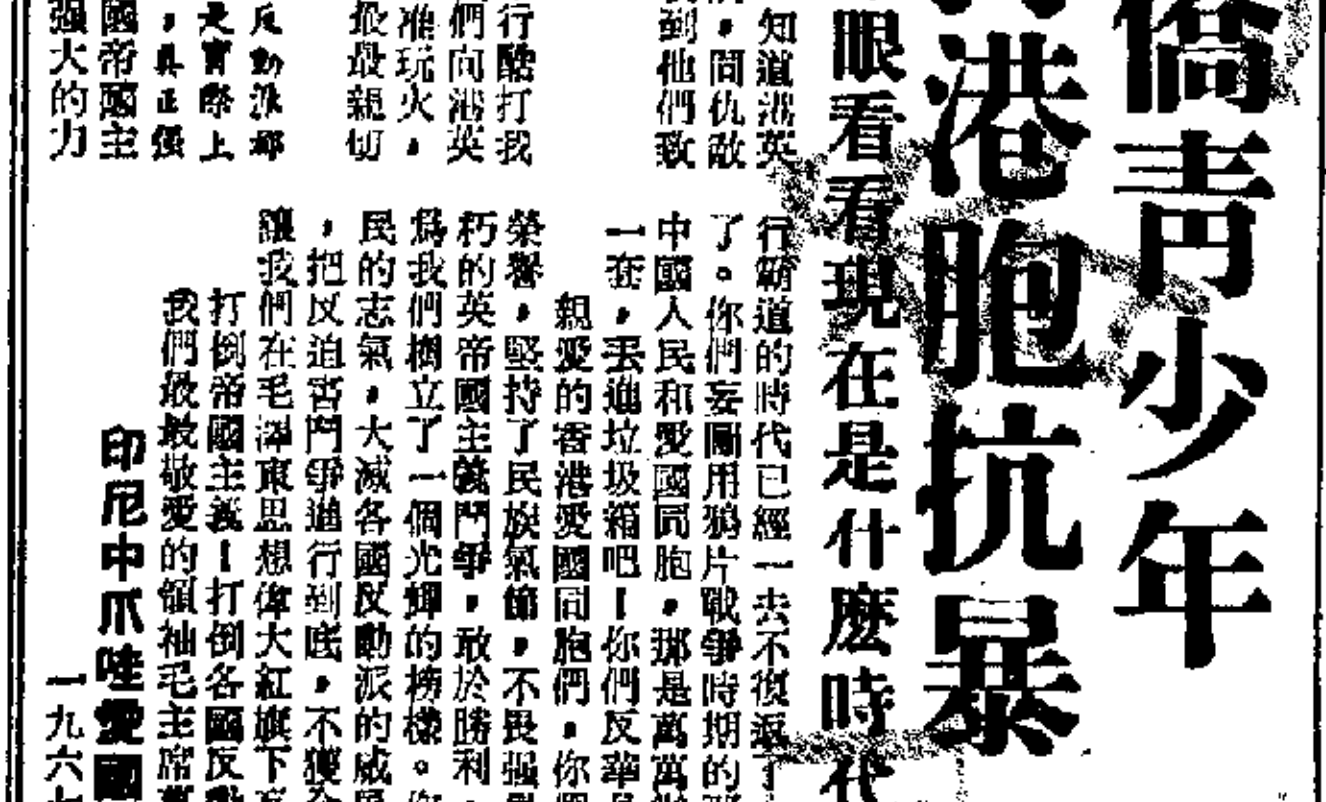 僑青少年
港胞抗暴
眼看看現在是什麽時代
知道港英
問仇敵
到他們致
行酷打我
們向港英
准玩火，
最最親切
反動派都
是實際上
，眞正强
國帝國主
强大的力
行霸道的時代已經一去不復返了
了。你們妄圖用鴉片戰爭時期的
中國人民和愛國同胞，那是萬萬
一套，丟進垃圾箱吧！你們反華
親愛的香港愛國同胞們，你
榮譽，堅持了民族氣節，不畏强
朽的英帝國主義鬥爭，敢於勝利，
爲我們樹立了一個光輝的榜樣。
民的志氣，大滅各國反動派的威
，把反迫害鬥爭進行到底，不獲
讓我們在毛澤東思想偉大紅旗下
打倒帝國主義！打倒各國反動
我們最最敬愛的領袖毛主席萬
印尼中爪哇愛國
一九六七